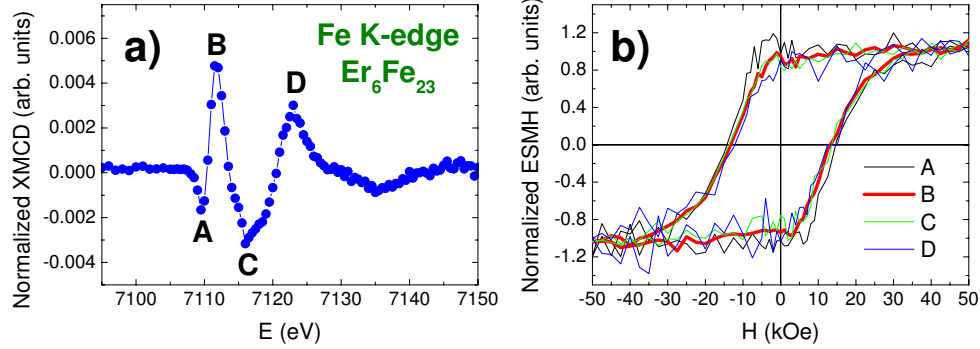 a)
Fe K-edge
Er6Fe23
A
B
C
D
Normalized XMCD (arb. units)
0.006
0.004
0.002
0.000
-0.002
-0.004
7100 7110 7120 7130 7140 7150
E (eV)
b)
Normalized ESMH (arb. units)
1.2
0.8
0.4
0.0
-0.4
-0.8
-1.2
A
B
C
D
-50 -40 -30 -20 -10 0 10 20 30 40 50
H (kOe)